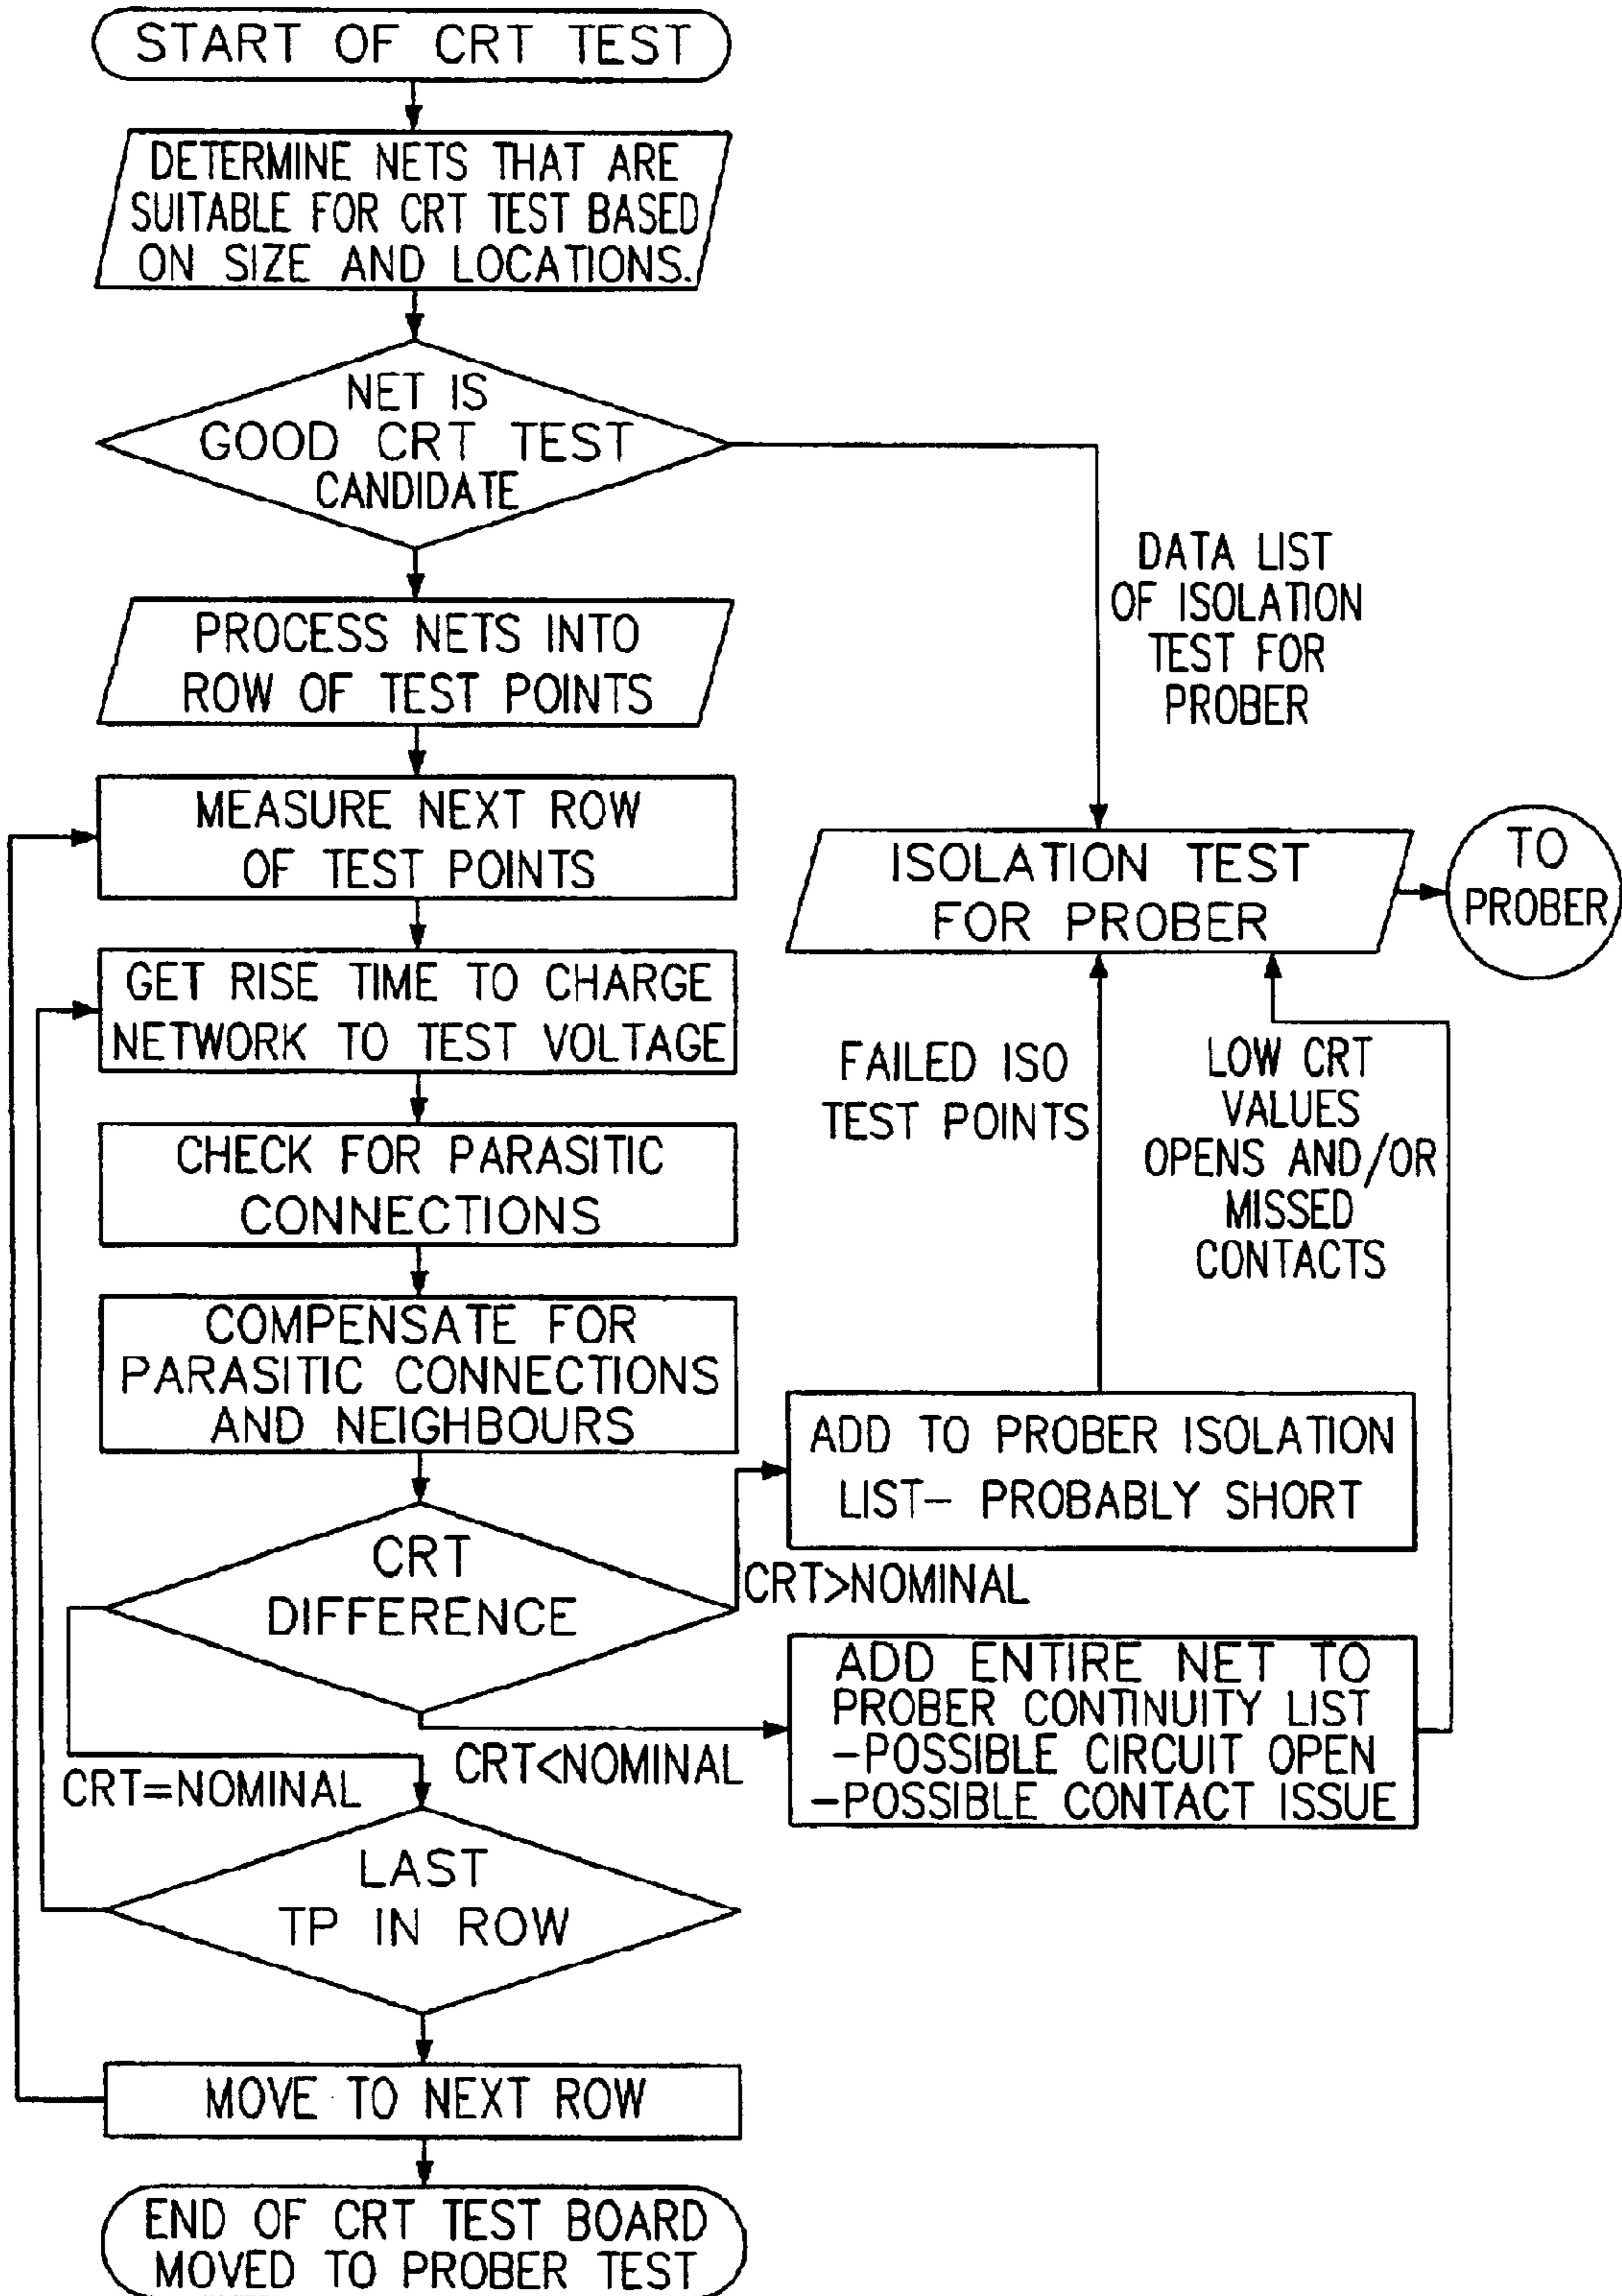 START OF CRT TEST
DETERMINE NETS THAT ARE
SUITABLE FOR CRT TEST BASED
ON SIZE AND LOCATIONS.
NET IS
GOOD CRT TEST
CANDIDATE
DATA LIST
OF ISOLATION
TEST FOR
PROBER
PROCESS NETS INTO
ROW OF TEST POINTS
MEASURE NEXT ROW
OF TEST POINTS
ISOLATION TEST
FOR PROBER
TO
PROBER
GET RISE TIME TO CHARGE
NETWORK TO TEST VOLTAGE
FAILED ISO
TEST POINTS
LOW CRT
VALUES
OPENS AND/OR
MISSED
CONTACTS
CHECK FOR PARASITIC
CONNECTIONS
COMPENSATE FOR
PARASITIC CONNECTIONS
AND NEIGHBOURS
ADD TO PROBER ISOLATION
LIST- PROBABLY SHORT
CRT
DIFFERENCE
CRT>NOMINAL
ADD ENTIRE NET TO
PROBER CONTINUITY LIST
-POSSIBLE CIRCUIT OPEN
-POSSIBLE CONTACT ISSUE
CRT<NOMINAL
CRT=NOMINAL
LAST
TP IN ROW
MOVE TO NEXT ROW
END OF CRT TEST BOARD
MOVED TO PROBER TEST